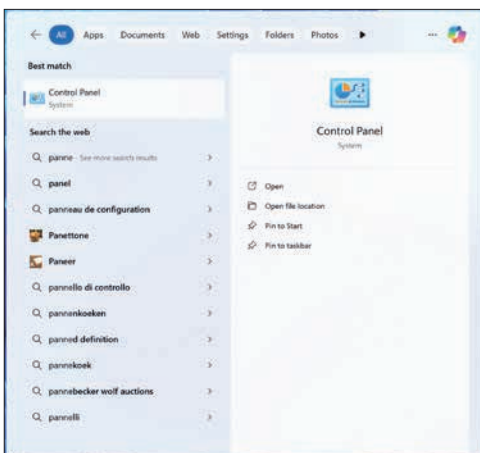 All Apps Documents Web Settings Folders Photos
Best match
Control Panel
System
Search the web
panne - See more search results
panel
panneau de configuration
Panettone
Paneer
pannello di controllo
pannenkoeken
panned definition
pannekoek
pannebecker wolf auctions
pannelli
Control Panel
System
Open
Open file location
Pin to Start
Pin to taskbar